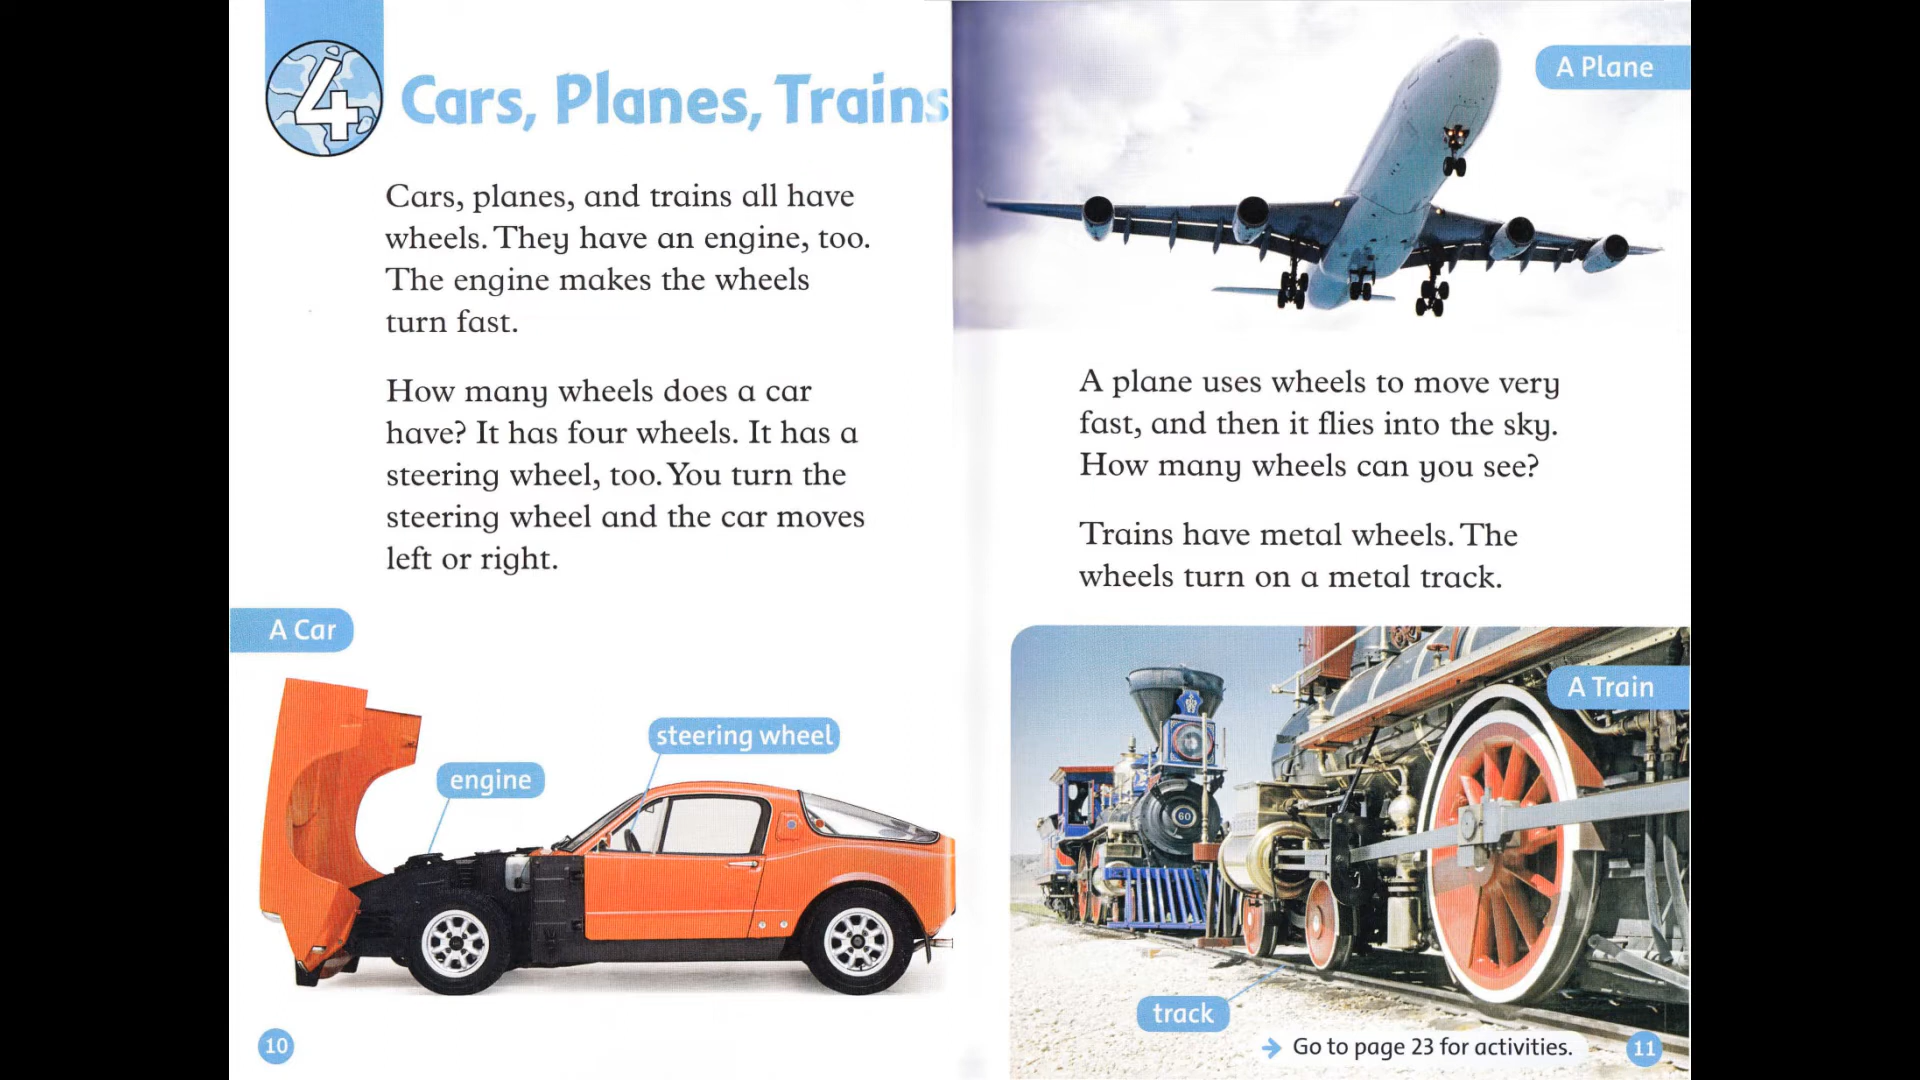 4
Cars, Planes, Trains
Cars, planes, and trains all have
wheels. They have an engine, too.
The engine makes the wheels
turn fast.
How many wheels does a car
have? It has four wheels. It has a
steering wheel, too. You turn the
steering wheel and the car moves
left or right.
A Car
steering wheel
engine
10
A Plane
A plane uses wheels to move very
fast, and then it flies into the sky.
How many wheels can you see?
Trains have metal wheels. The
wheels turn on a metal track.
A Train
60
track
Go to page 23 for activities.
11